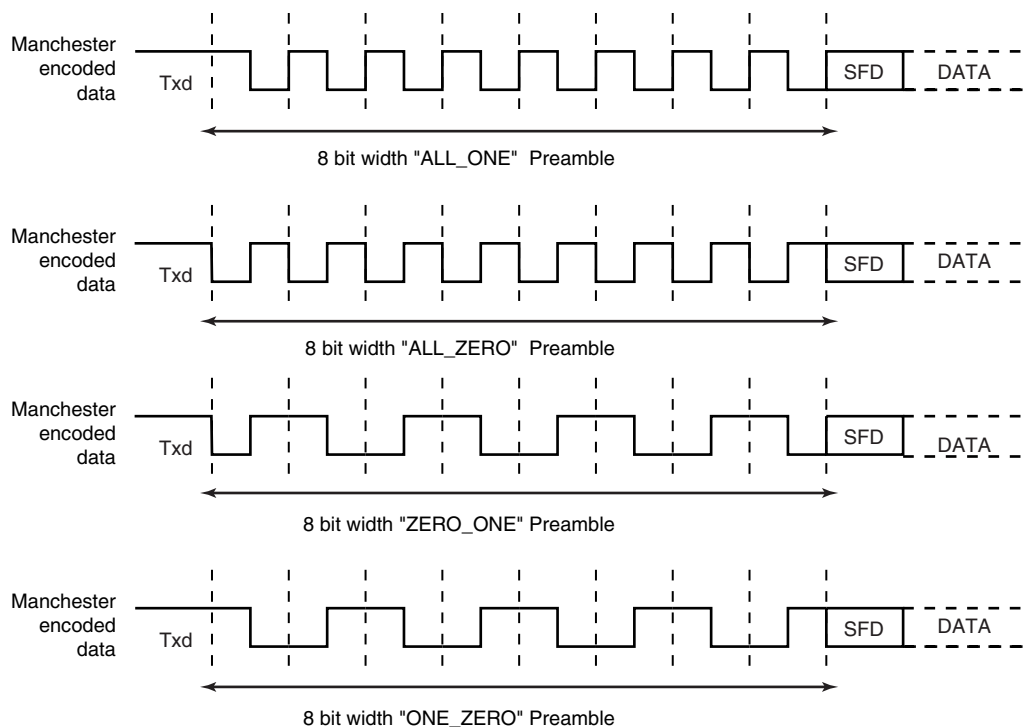 Manchester
encoded
data
Txd
SFD
DATA
8 bit width "ALL_ONE" Preamble
Manchester
encoded
data
Txd
SFD
DATA
8 bit width "ALL_ZERO" Preamble
Manchester
encoded
data
Txd
SFD
DATA
8 bit width "ZERO_ONE" Preamble
Manchester
encoded
data
Txd
SFD
DATA
8 bit width "ONE_ZERO" Preamble